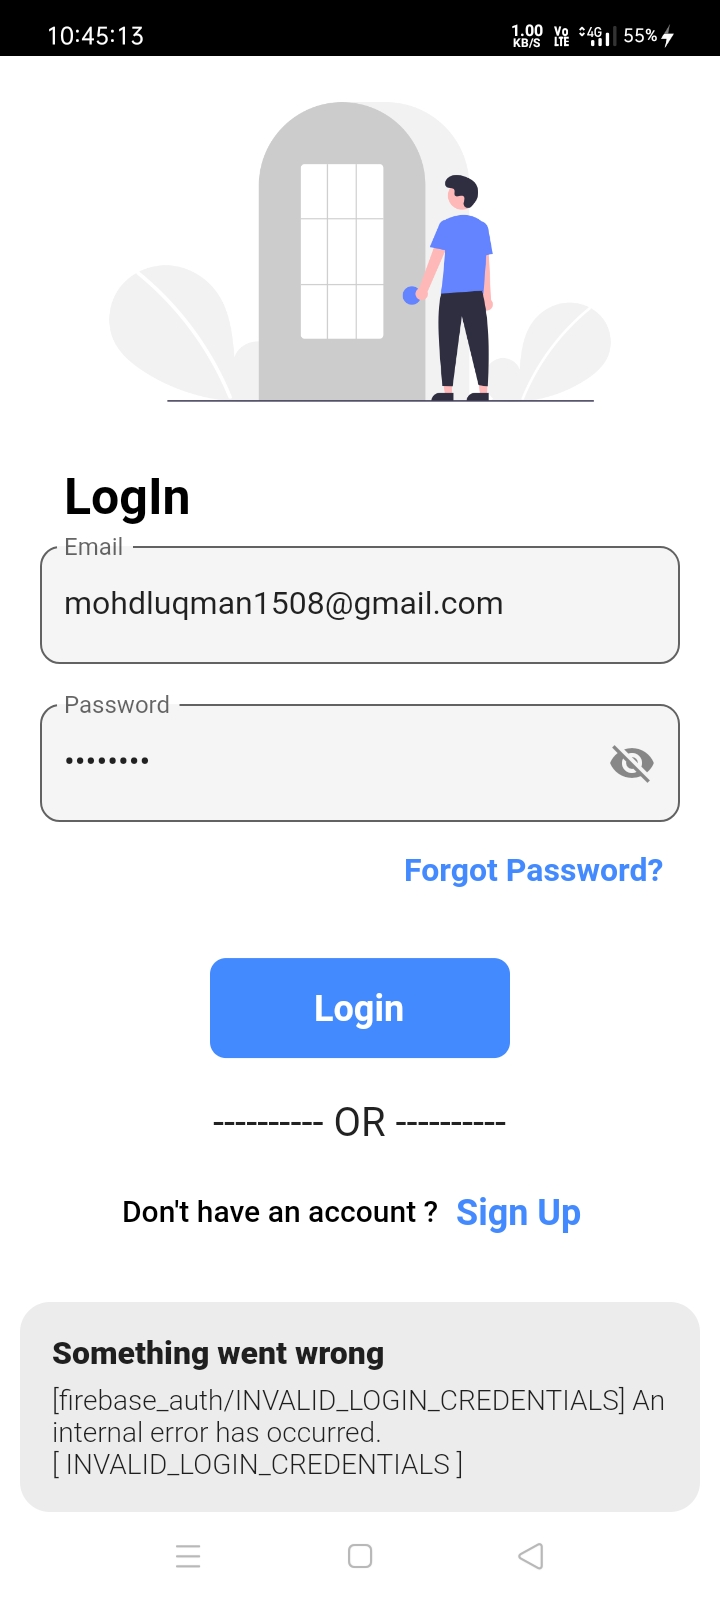 10:45:13 1.00 KB/S Vo LTE 4G 55%
LogIn
Email
mohdluqman1508@gmail.com
Password
••••••••
Forgot Password?
Login
---------- OR ----------
Don't have an account ? Sign Up
Something went wrong
[firebase_auth/INVALID_LOGIN_CREDENTIALS] An
internal error has occurred.
[ INVALID_LOGIN_CREDENTIALS ]